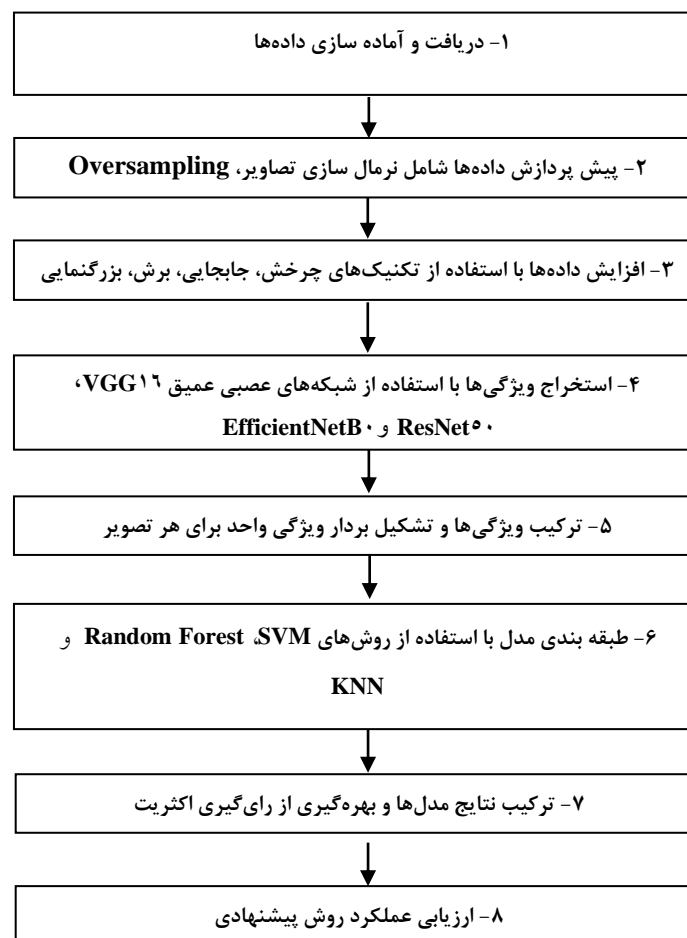 ۱- دریافت و آماده سازی داده‌ها
۲- پیش پردازش داده‌ها شامل نرمال سازی تصاویر، Oversampling
۳- افزایش داده‌ها با استفاده از تکنیک‌های چرخش، جابجایی، برش، بزرگنمایی
۴- استخراج ویژگی‌ها با استفاده از شبکه‌های عصبی عمیق VGG۱۶،
ResNet۵۰ و EfficientNetB۰
۵- ترکیب ویژگی‌ها و تشکیل بردار ویژگی واحد برای هر تصویر
۶- طبقه بندی مدل با استفاده از روش‌های SVM، Random Forest و
KNN
۷- ترکیب نتایج مدل‌ها و بهره‌گیری از رای‌گیری اکثریت
۸- ارزیابی عملکرد روش پیشنهادی